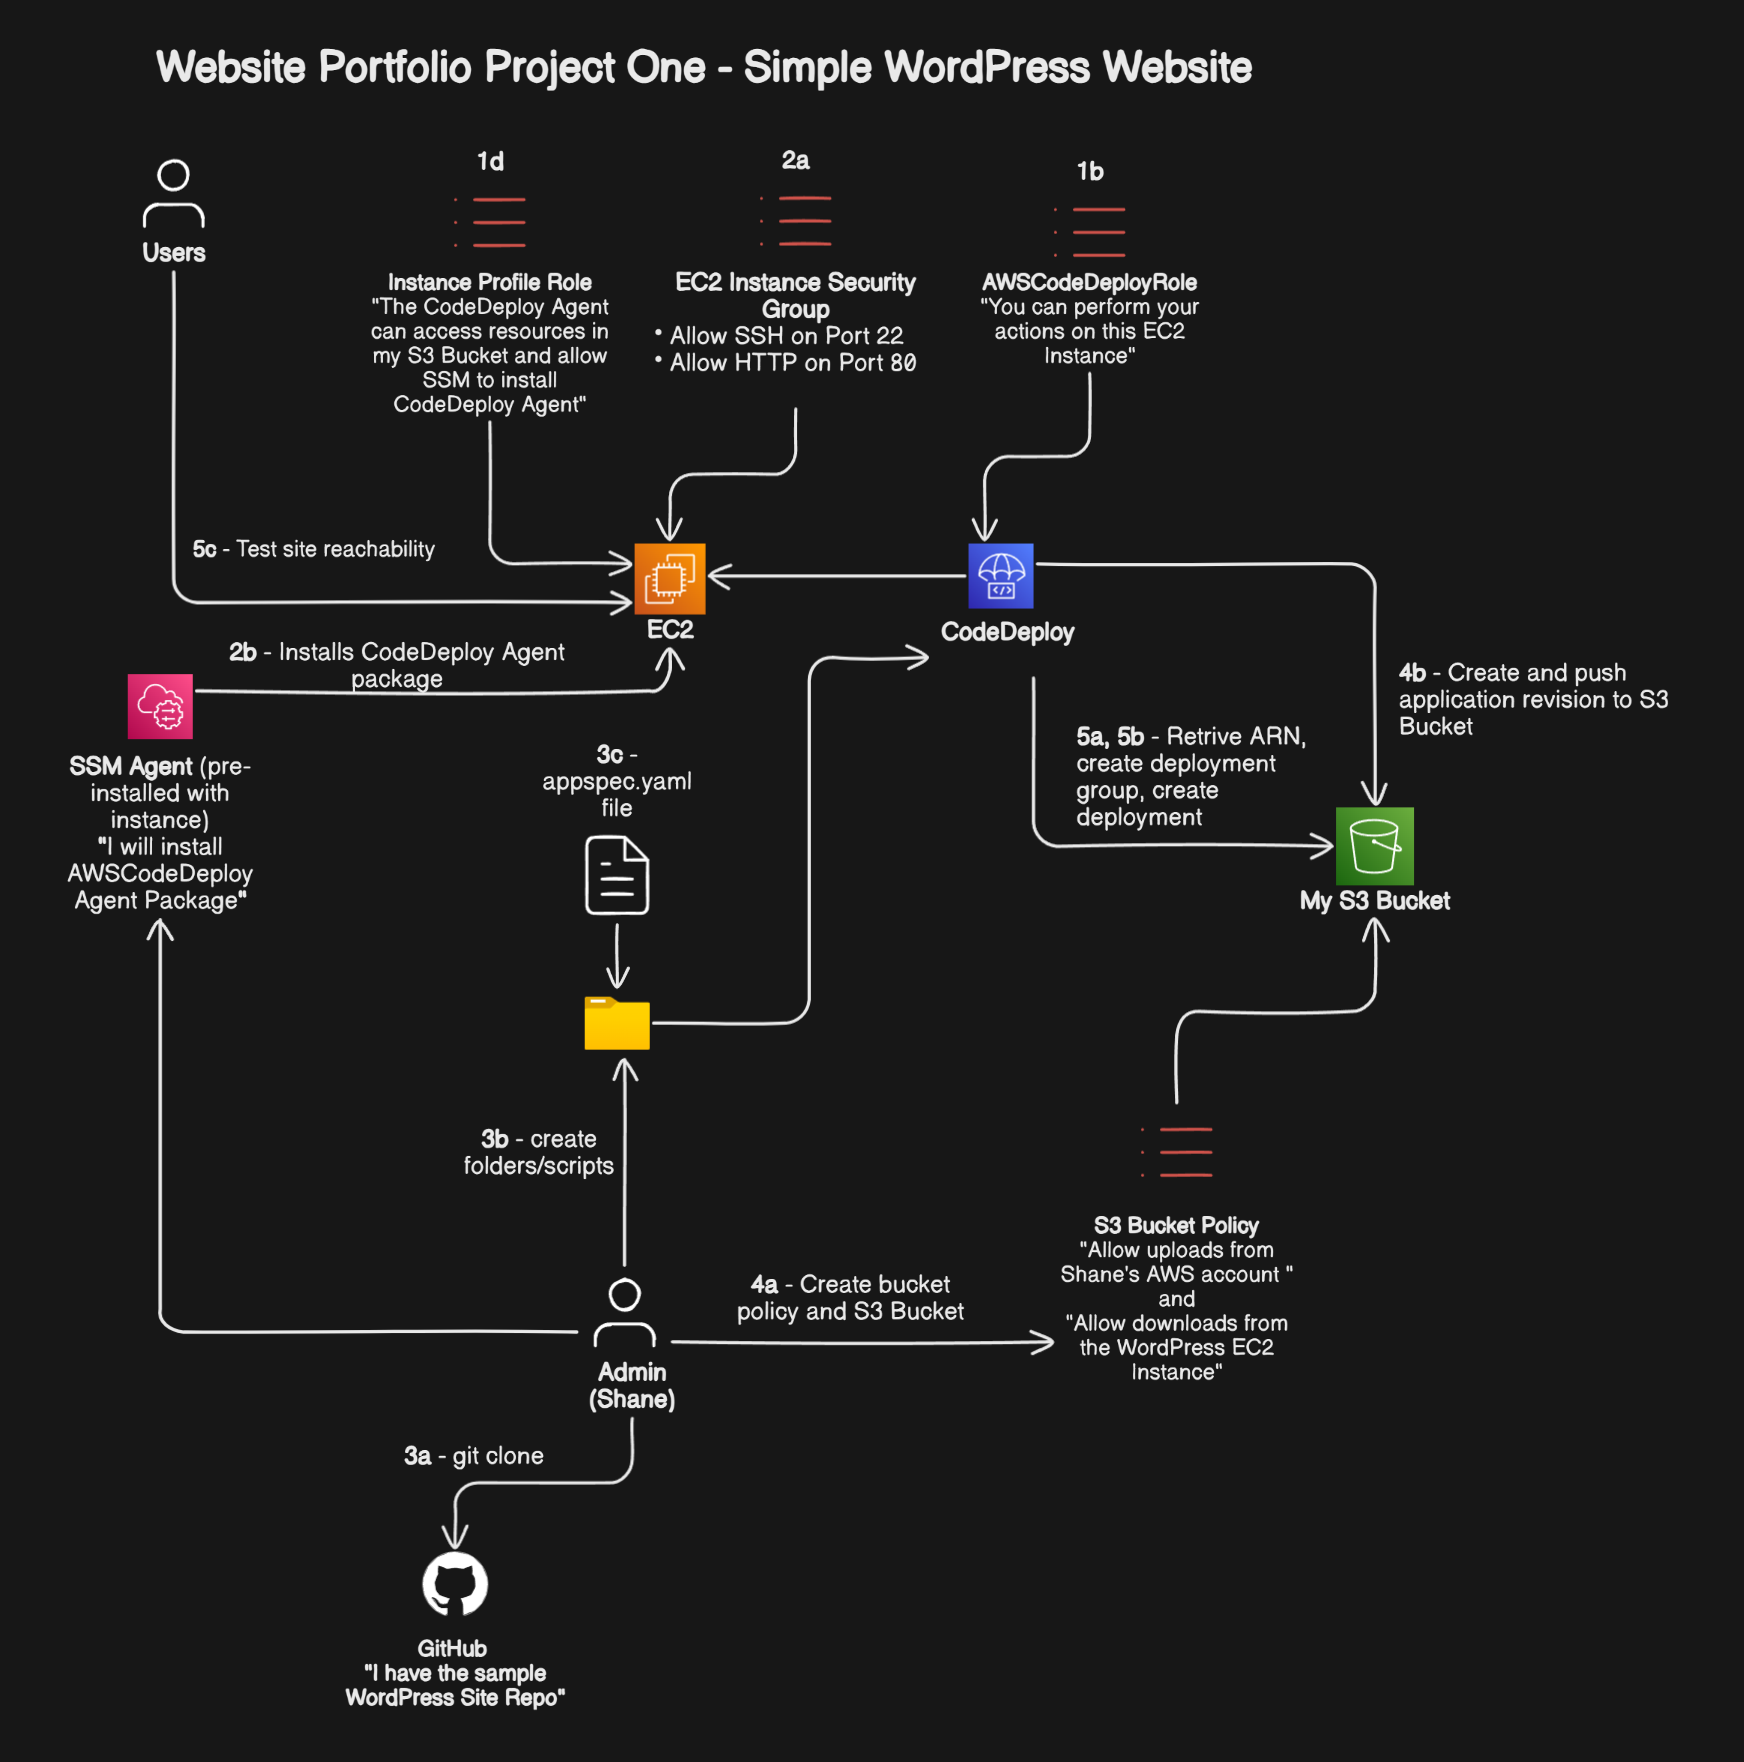 Website Portfolio Project One - Simple WordPress Website
1d
2a
1b
Users
Instance Profile Role
"The CodeDeploy Agent
can access resources in
my S3 Bucket and allow
SSM to install
CodeDeploy Agent"
EC2 Instance Security
Group
• Allow SSH on Port 22
• Allow HTTP on Port 80
AWSCodeDeployRole
"You can perform your
actions on this EC2
Instance"
5c - Test site reachability
EC2
CodeDeploy
2b - Installs CodeDeploy Agent
package
4b - Create and push
application revision to S3
Bucket
5a, 5b - Retrive ARN,
create deployment
group, create
deployment
SSM Agent (pre-
installed with
instance)
"I will install
AWSCodeDeploy
Agent Package"
3c -
appspec.yaml
file
My S3 Bucket
3b - create
folders/scripts
S3 Bucket Policy
"Allow uploads from
Shane's AWS account "
and
"Allow downloads from
the WordPress EC2
Instance"
4a - Create bucket
policy and S3 Bucket
Admin
(Shane)
3a - git clone
GitHub
"I have the sample
WordPress Site Repo"